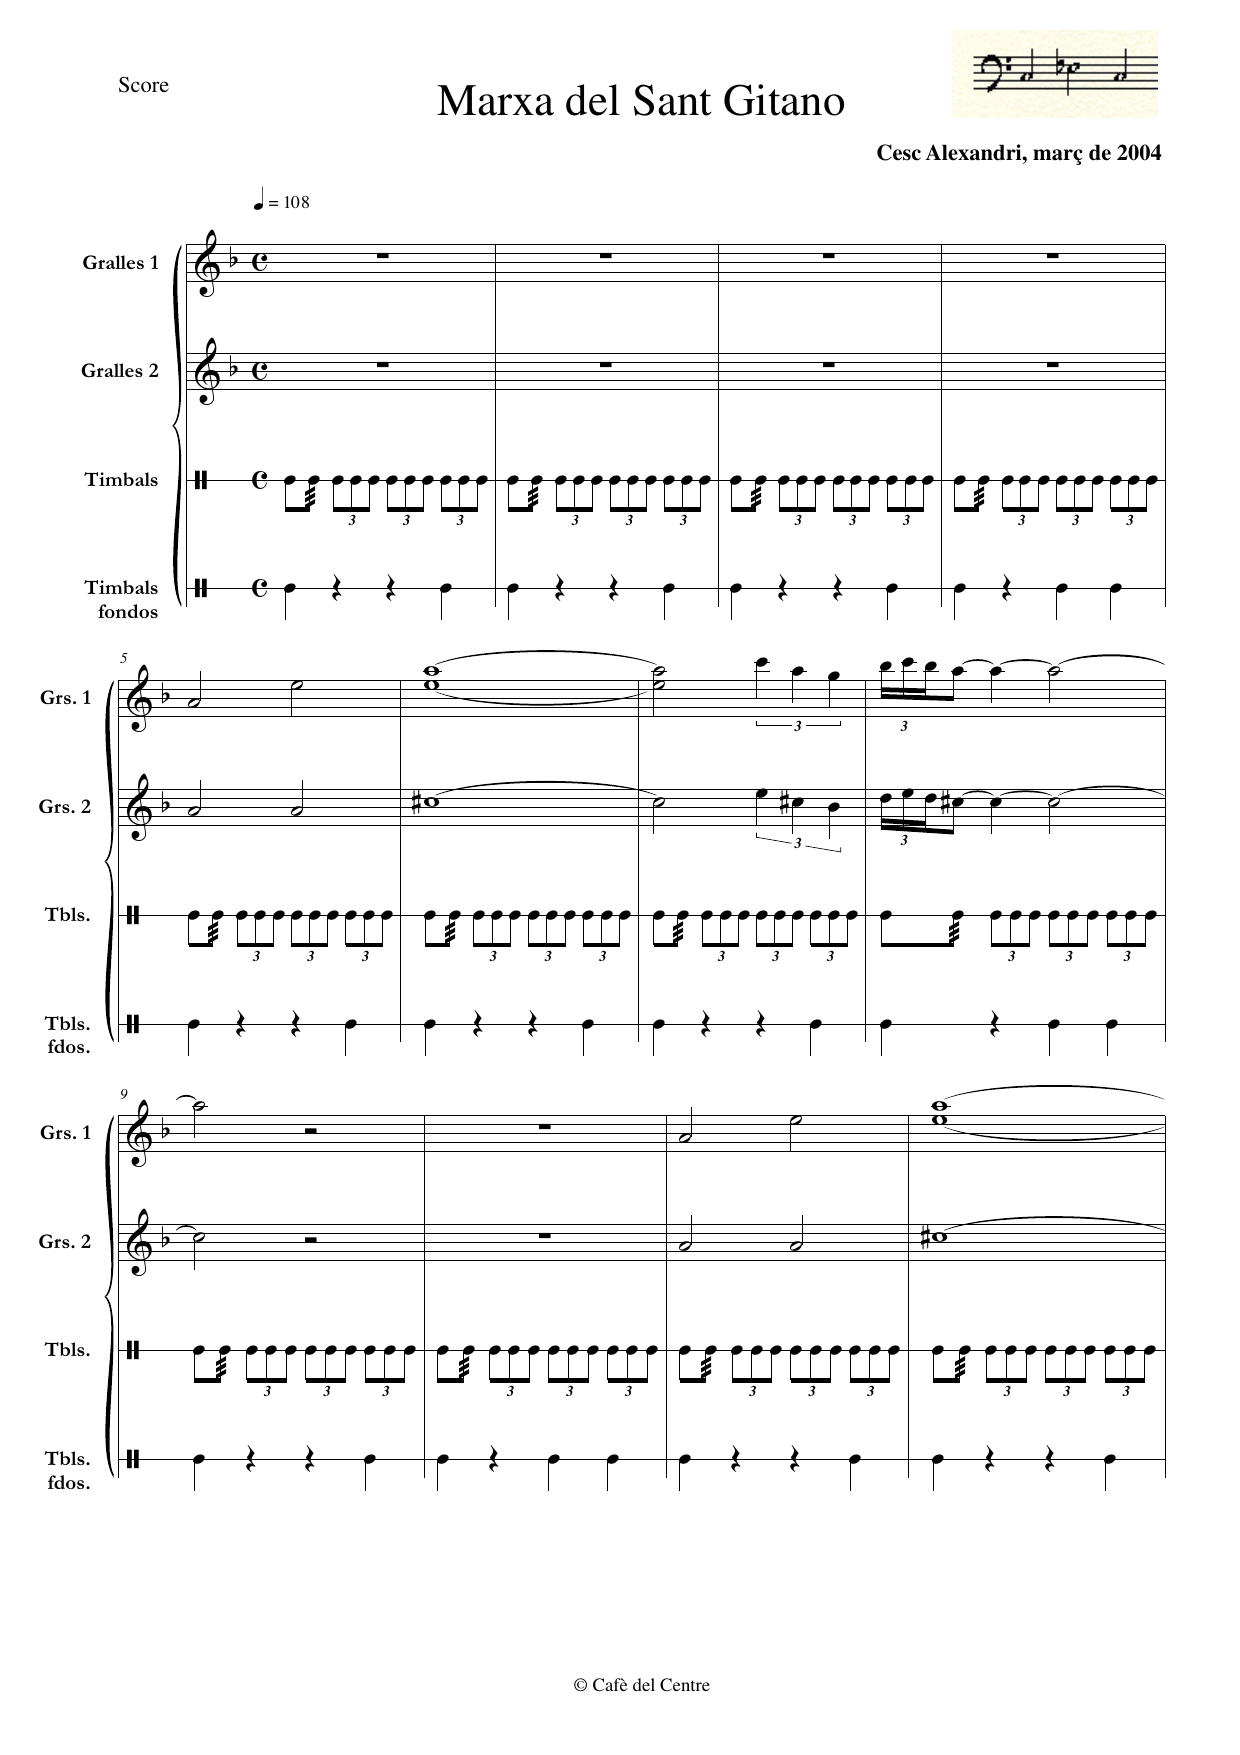 Score
Marxa del Sant Gitano
Cesc Alexandri, març de 2004
= 108
Gralles 1
Gralles 2
Timbals
3 3 3 3 3 3 3 3 3 3 3 3
Timbals
fondos
5
Grs. 1
3 3
Grs. 2
3 3
Tbls.
3 3 3 3 3 3 3 3 3 3 3 3
Tbls.
fdos.
9
Grs. 1
Grs. 2
Tbls.
3 3 3 3 3 3 3 3 3 3 3 3
Tbls.
fdos.
© Cafè del Centre